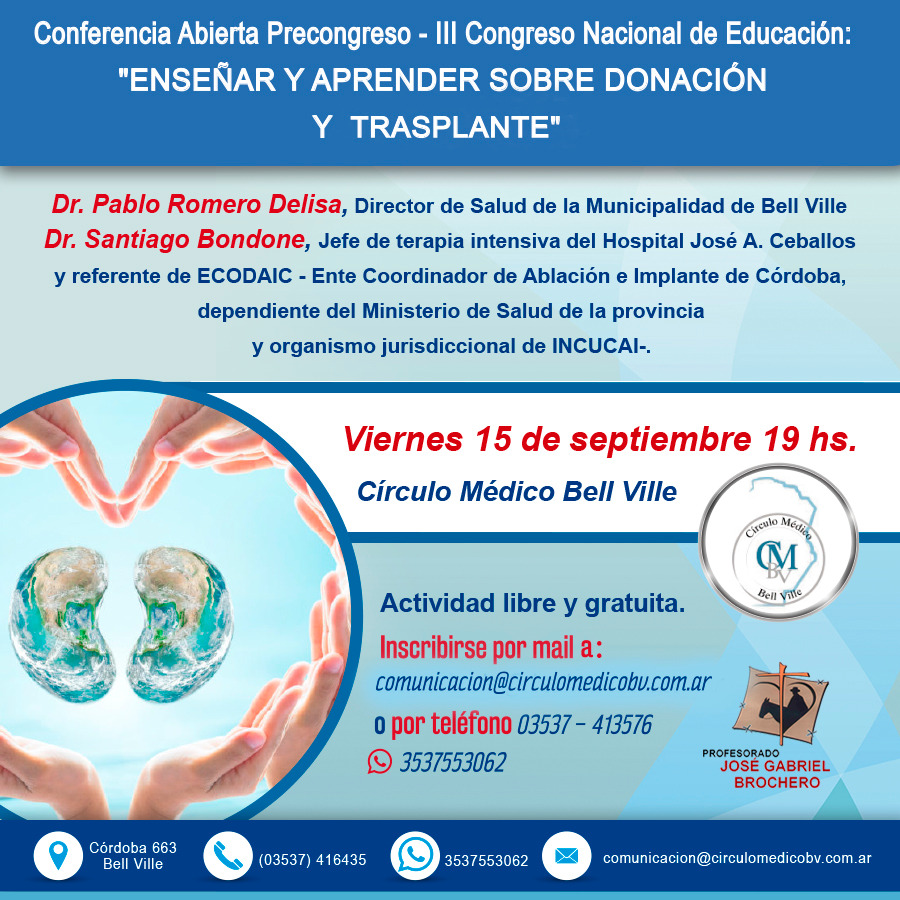 Conferencia Abierta Precongreso - III Congreso Nacional de Educación:
"ENSEÑAR Y APRENDER SOBRE DONACIÓN
Y TRASPLANTE"
Dr. Pablo Romero Delisa, Director de Salud de la Municipalidad de Bell Ville
Dr. Santiago Bondone, Jefe de terapia intensiva del Hospital José A. Ceballos
y referente de ECODAIC - Ente Coordinador de Ablación e Implante de Córdoba,
dependiente del Ministerio de Salud de la provincia
y organismo jurisdiccional de INCUCAI-.
Viernes 15 de septiembre 19 hs.
Círculo Médico Bell Ville
Círculo Médico
CMBV
Bell Ville
Actividad libre y gratuita.
Inscribirse por mail a:
comunicacion@circulomedicobv.com.ar
o por teléfono 03537 – 413576
3537553062
PROFESORADO
JOSÉ GABRIEL
BROCHERO
Córdoba 663
Bell Ville
(03537) 416435
3537553062
comunicacion@circulomedicobv.com.ar